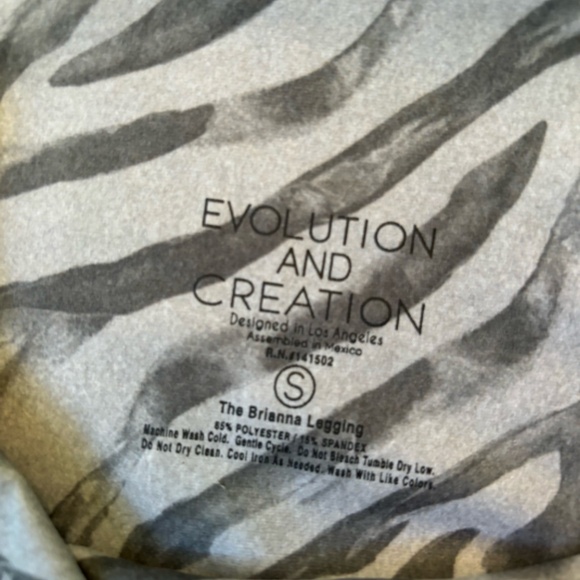 EVOLUTION
AND
CREATION
Designed in Los Angeles
Assembled in Mexico
R.N.#141502
S
The Brianna Legging
85% POLYESTER / 15% SPANDEX
Machine Wash Cold. Gentle Cycle. Do Not Bleach Tumble Dry Low.
Do Not Dry Clean. Cool Iron As Needed. Wash With Like Colors.